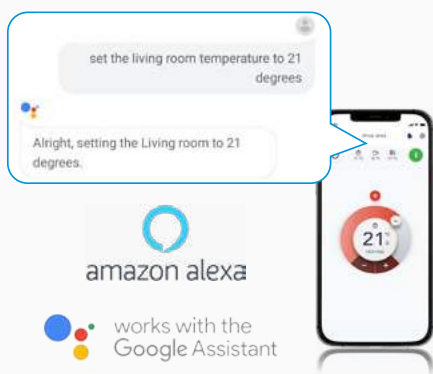 set the living room temperature to 21
degrees
Alright, setting the Living room to 21
degrees.
21
amazon alexa
works with the
Google Assistant